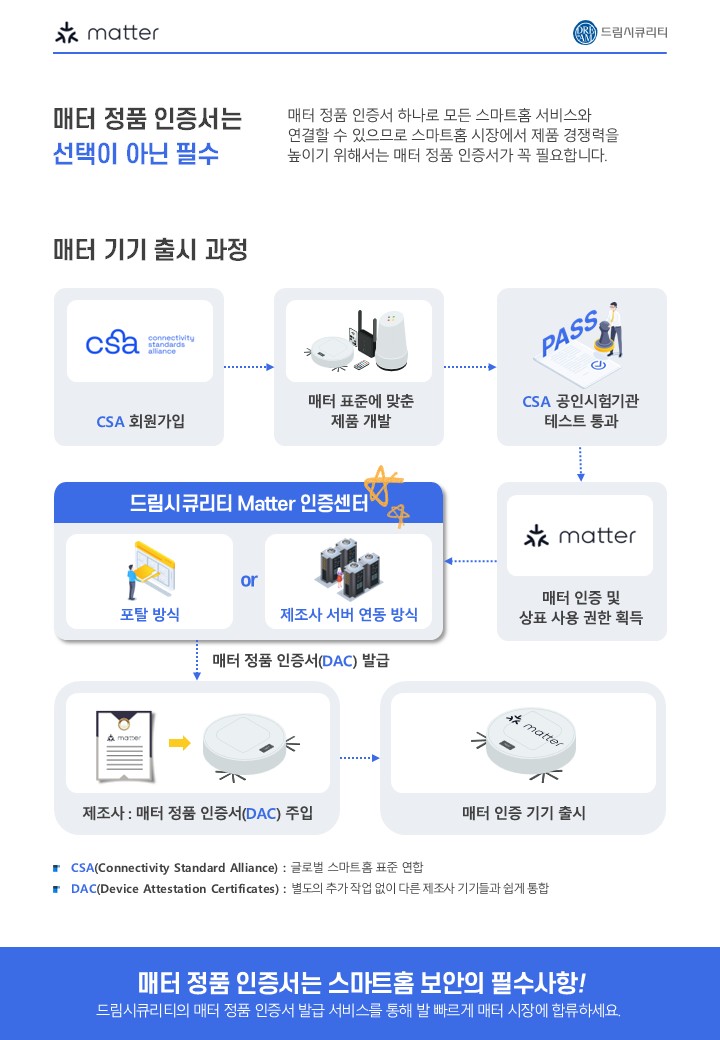 matter
드림시큐리티
매터 정품 인증서는
선택이 아닌 필수
매터 정품 인증서 하나로 모든 스마트홈 서비스와
연결할 수 있으므로 스마트홈 시장에서 제품 경쟁력을
높이기 위해서는 매터 정품 인증서가 꼭 필요합니다.
매터 기기 출시 과정
csa connectivity
standards
alliance
CSA 회원가입
매터 표준에 맞춘
제품 개발
PASS
CSA 공인시험기관
테스트 통과
드림시큐리티 Matter 인증센터
포탈 방식
or
제조사 서버 연동 방식
matter
매터 인증 및
상표 사용 권한 획득
매터 정품 인증서(DAC) 발급
matter
제조사 : 매터 정품 인증서(DAC) 주입
matter
매터 인증 기기 출시
CSA(Connectivity Standard Alliance) : 글로벌 스마트홈 표준 연합
DAC(Device Attestation Certificates) : 별도의 추가 작업 없이 다른 제조사 기기들과 쉽게 통합
매터 정품 인증서는 스마트홈 보안의 필수사항!
드림시큐리티의 매터 정품 인증서 발급 서비스를 통해 발 빠르게 매터 시장에 합류하세요.